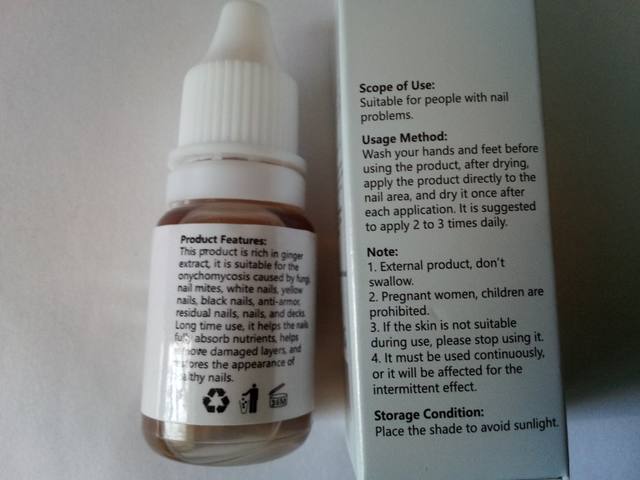 Product Features:
This product is rich in ginger
extract, it is suitable for the
onychomycosis caused by fungi,
nail mites, white nails, yellow
nails, black nails, anti-armor,
residual nails, nails, and decks.
Long time use, it helps the nails
fully absorb nutrients, helps
damaged layers, and
the appearance of
nails.
Scope of Use:
Suitable for people with nail
problems.
Usage Method:
Wash your hands and feet before
using the product, after drying,
apply the product directly to the
nail area, and dry it once after
each application. It is suggested
to apply 2 to 3 times daily.
Note:
1. External product, don't
swallow.
2. Pregnant women, children are
prohibited.
3. If the skin is not suitable
during use, please stop using it.
4. It must be used continuously,
or it will be affected for the
intermittent effect.
Storage Condition:
Place the shade to avoid sunlight.